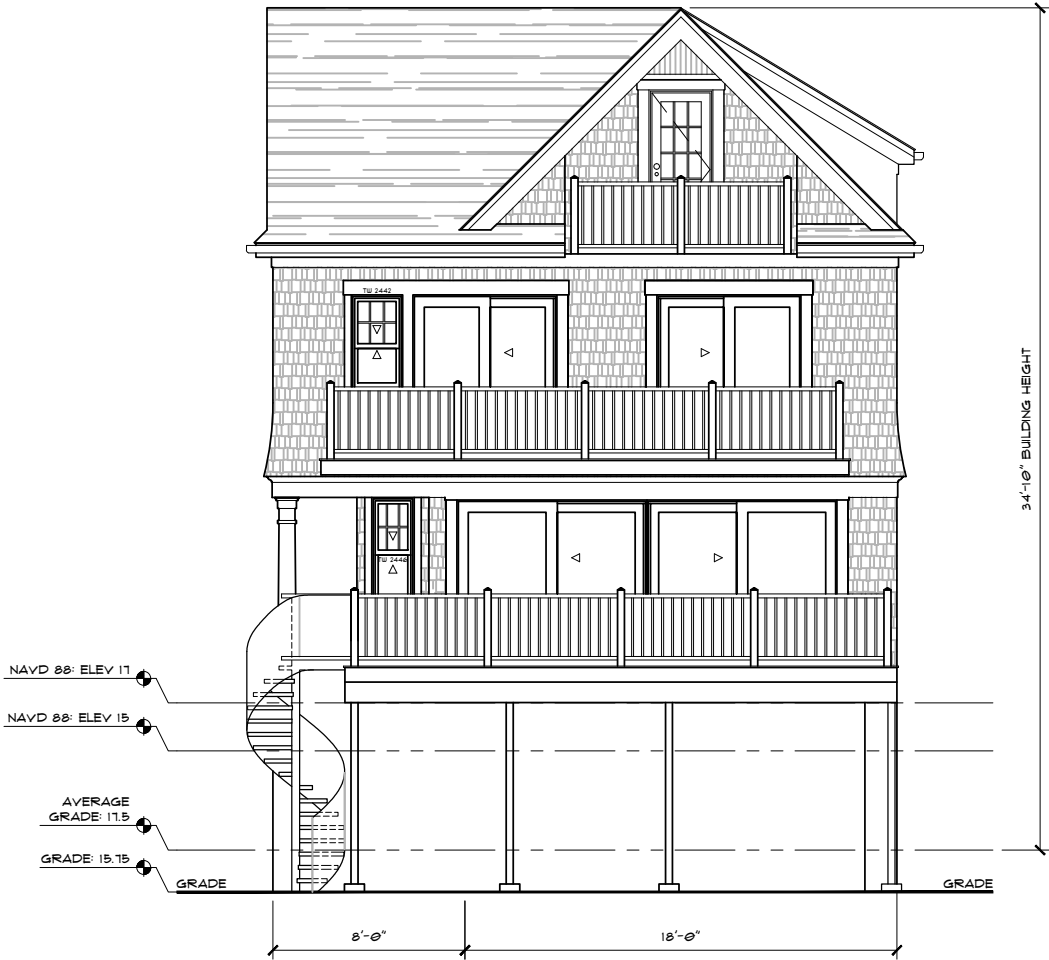 TW 2442
34'-10" BUILDING HEIGHT
TW 2448
NAVD 88: ELEV 17
NAVD 88: ELEV 15
AVERAGE
GRADE: 17.5
GRADE: 15.75
GRADE
GRADE
8'-0"
18'-0"